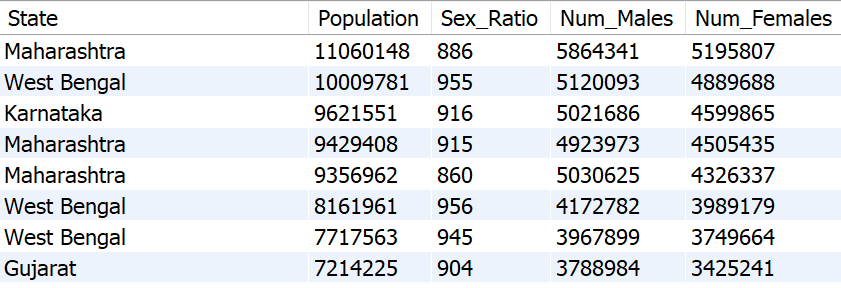 State Population Sex_Ratio Num_Males Num_Females
Maharashtra 11060148 886 5864341 5195807
West Bengal 10009781 955 5120093 4889688
Karnataka 9621551 916 5021686 4599865
Maharashtra 9429408 915 4923973 4505435
Maharashtra 9356962 860 5030625 4326337
West Bengal 8161961 956 4172782 3989179
West Bengal 7717563 945 3967899 3749664
Gujarat 7214225 904 3788984 3425241